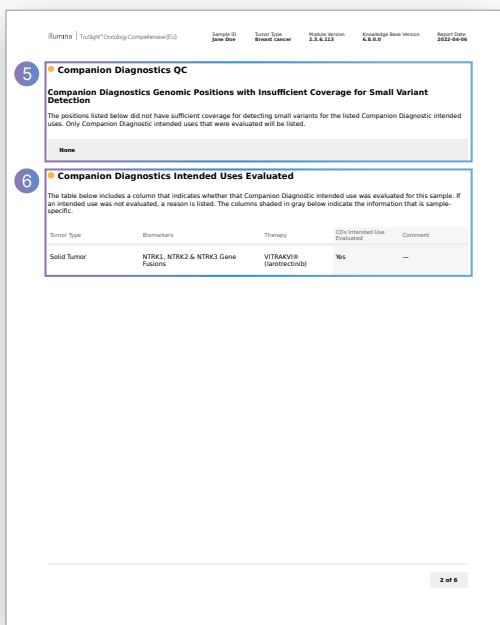 illumina® | TruSight™ Oncology Comprehensive (EU)
Sample ID Tumor Type Module Version Knowledge Base Version Report Date
Jane Doe Breast cancer 2.3.6.113 6.8.0.0 2022-04-06
5
Companion Diagnostics QC
Companion Diagnostics Genomic Positions with Insufficient Coverage for Small Variant
Detection
The positions listed below did not have sufficient coverage for detecting small variants for the listed Companion Diagnostic intended
uses. Only Companion Diagnostic intended uses that were evaluated will be listed.
None
6
Companion Diagnostics Intended Uses Evaluated
The table below includes a column that indicates whether that Companion Diagnostic intended use was evaluated for this sample. If
an intended use was not evaluated, a reason is listed. The columns shaded in gray below indicate the information that is sample-
specific.
Tumor Type Biomarkers Therapy CDx Intended Use Comment
Evaluated
Solid Tumor NTRK1, NTRK2 & NTRK3 Gene VITRAKVI® Yes —
Fusions (larotrectinib)
2 of 6